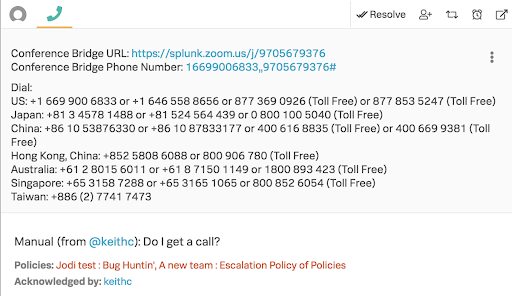 Resolve
Conference Bridge URL: https://splunk.zoom.us/j/9705679376
Conference Bridge Phone Number: 16699006833,,9705679376#
Dial:
US: +1 669 900 6833 or +1 646 558 8656 or 877 369 0926 (Toll Free) or 877 853 5247 (Toll Free)
Japan: +81 3 4578 1488 or +81 524 564 439 or 0 800 100 5040 (Toll Free)
China: +86 10 53876330 or +86 10 87833177 or 400 616 8835 (Toll Free) or 400 669 9381 (Toll
Free)
Hong Kong, China: +852 5808 6088 or 800 906 780 (Toll Free)
Australia: +61 2 8015 6011 or +61 8 7150 1149 or 1800 893 423 (Toll Free)
Singapore: +65 3158 7288 or +65 3165 1065 or 800 852 6054 (Toll Free)
Taiwan: +886 (2) 7741 7473
Manual (from @keithc): Do I get a call?
Policies: Jodi test : Bug Huntin', A new team : Escalation Policy of Policies
Acknowledged by: keithc